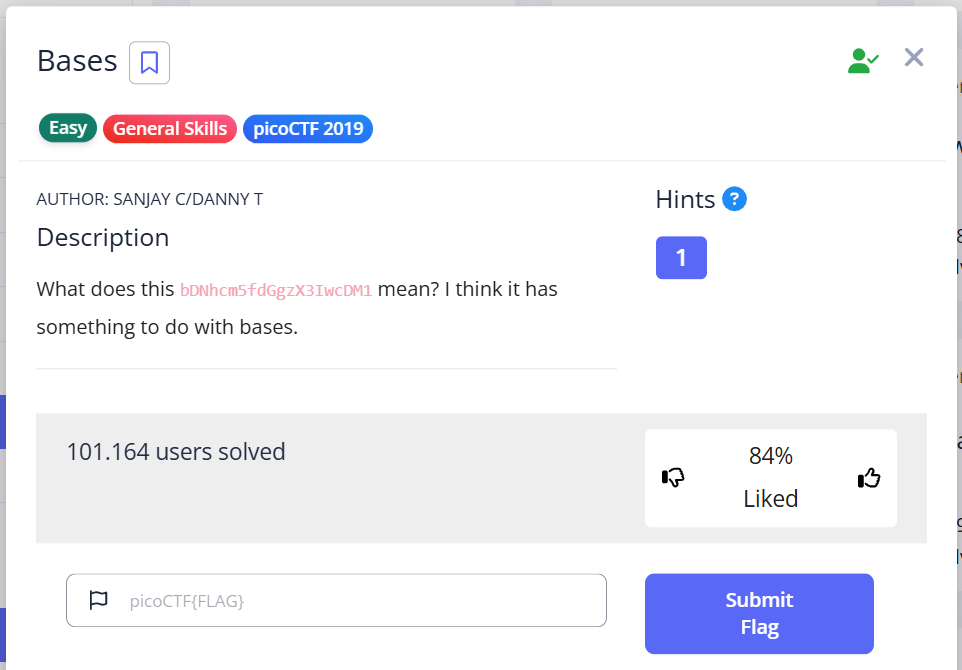 Bases
Easy General Skills picoCTF 2019
AUTHOR: SANJAY C/DANNY T
Hints ?
Description
1
What does this bDNhcm5fdGgzX3IwcDM1 mean? I think it has
something to do with bases.
101.164 users solved
84%
Liked
picoCTF{FLAG}
Submit
Flag